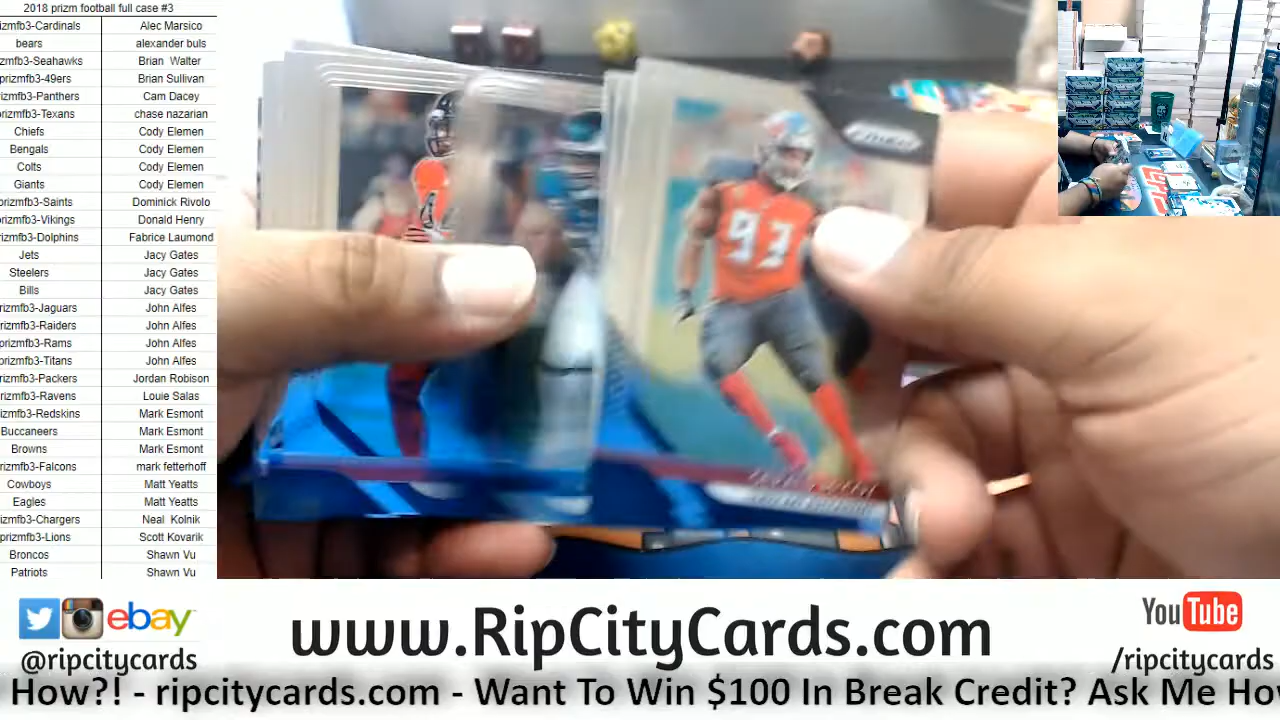 2018 prizm football full case #3
izmfb3-Cardinals Alec Marsico
bears alexander buls
zmfb3-Seahawks Brian Walter
prizmfb3-49ers Brian Sullivan
zmfb3-Panthers Cam Dacey
prizmfb3-Texans chase nazarian
Chiefs Cody Elemen
Bengals Cody Elemen
Colts Cody Elemen
Giants Cody Elemen
prizmfb3-Saints Dominick Rivolo
rizmfb3-Vikings Donald Henry
izmfb3-Dolphins Fabrice Laumond
Jets Jacy Gates
Steelers Jacy Gates
Bills Jacy Gates
izmfb3-Jaguars John Alfes
izmfb3-Raiders John Alfes
prizmfb3-Rams John Alfes
prizmfb3-Titans John Alfes
izmfb3-Packers Jordan Robison
izmfb3-Ravens Louie Salas
izmfb3-Redskins Mark Esmont
Buccaneers Mark Esmont
Browns Mark Esmont
izmfb3-Falcons mark fetterhoff
Cowboys Matt Yeatts
Eagles Matt Yeatts
izmfb3-Chargers Neal Kolnik
prizmfb3-Lions Scott Kovarik
Broncos Shawn Vu
Patriots Shawn Vu
PRIZM
93
ebay
@ripcitycards
www.RipCityCards.com
YouTube
/ripcitycards
How?! - ripcitycards.com - Want To Win $100 In Break Credit? Ask Me How